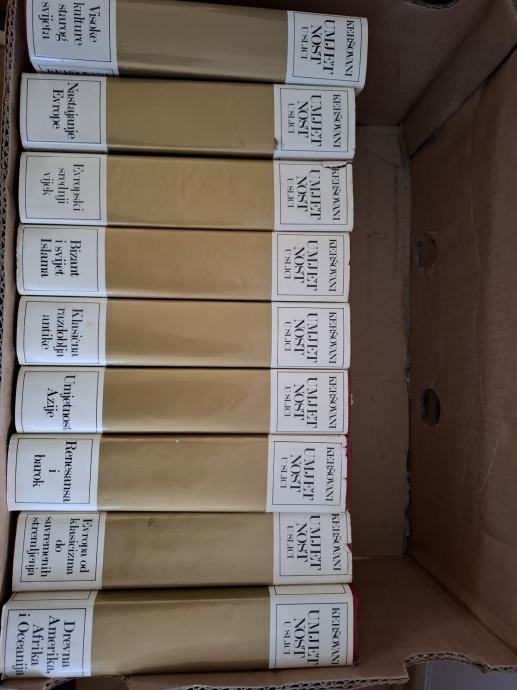 KERŠOVANI
UMJET
NOST
U SLICI
Visoke
kulture
starog
svijeta
KERŠOVANI
UMJET
NOST
U SLICI
Nastajanje
Evrope
KERŠOVANI
UMJET
NOST
U SLICI
Evropski
srednji
vijek
KERŠOVANI
UMJET
NOST
U SLICI
Bizant
i svijet
Islama
KERŠOVANI
UMJET
NOST
U SLICI
Klasična
razdoblja
antike
KERŠOVANI
UMJET
NOST
U SLICI
Umjetnost
Azije
KERŠOVANI
UMJET
NOST
U SLICI
Renesansa
i
barok
KERŠOVANI
UMJET
NOST
U SLICI
Evropa od
klasicizma
do
suvremenih
stremljenja
KERŠOVANI
UMJET
NOST
U SLICI
Drevna
Amerika,
Afrika
i Oceanija